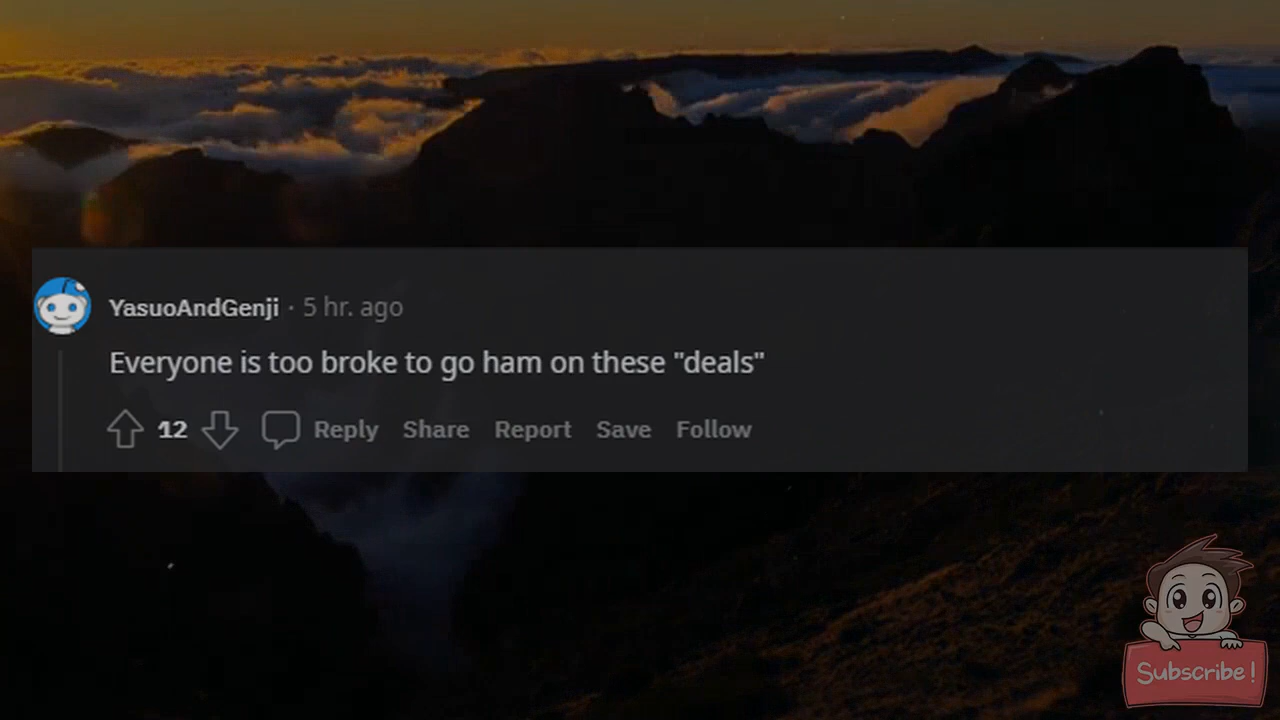 YasuoAndGenji · 5 hr. ago
Everyone is too broke to go ham on these "deals"
12 Reply Share Report Save Follow
Subscribe!